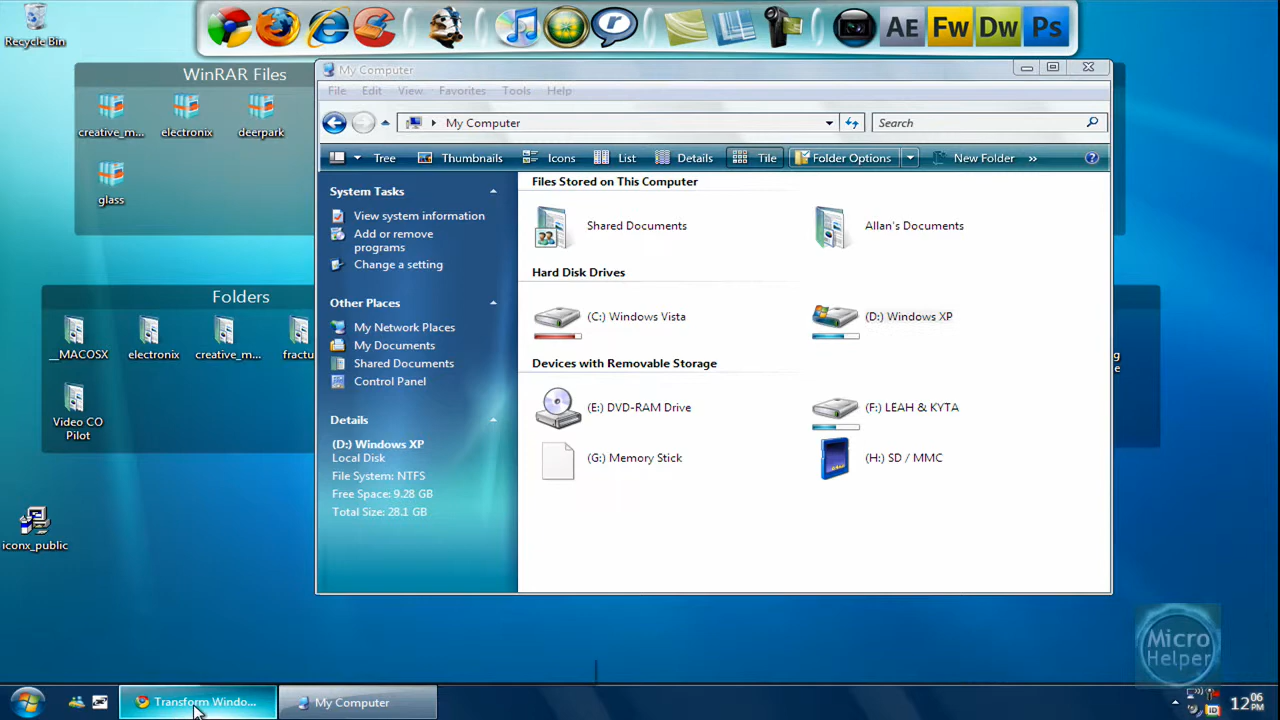 Recycle Bin
AE Fw Dw Ps
WinRAR Files
creative_m...
electronix
deerpark
glass
Folders
__MACOSX
electronix
creative_m...
fractu
Video CO
Pilot
iconx_public
My Computer
File Edit View Favorites Tools Help
My Computer
Search
Tree Thumbnails Icons List Details Tile Folder Options New Folder »
System Tasks
View system information
Add or remove
programs
Change a setting
Other Places
My Network Places
My Documents
Shared Documents
Control Panel
Details
(D:) Windows XP
Local Disk
File System: NTFS
Free Space: 9.28 GB
Total Size: 28.1 GB
Files Stored on This Computer
Shared Documents
Allan's Documents
Hard Disk Drives
(C:) Windows Vista
(D:) Windows XP
Devices with Removable Storage
(E:) DVD-RAM Drive
(F:) LEAH & KYTA
(G:) Memory Stick
(H:) SD / MMC
g
e
Micro
Helper
Transform Windo...
My Computer
ID
12:06
PM